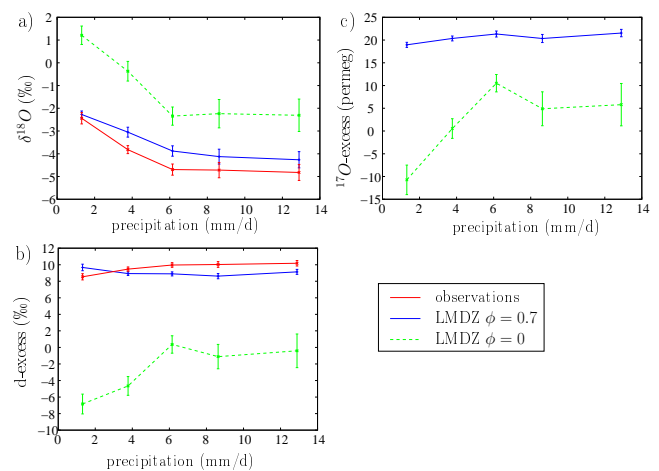 a)
2
1
0
−1
−2
−3
−4
−5
−6
δ¹⁸O (‰)
0 2 4 6 8 10 12 14
precipitation (mm/d)
c)
25
20
15
10
5
0
−5
−10
−15
¹⁷O-excess (permeg)
0 2 4 6 8 10 12 14
precipitation (mm/d)
b)
12
10
8
6
4
2
0
−2
−4
−6
−8
−10
d-excess (‰)
0 2 4 6 8 10 12 14
precipitation (mm/d)
observations
LMDZ ϕ = 0.7
LMDZ ϕ = 0